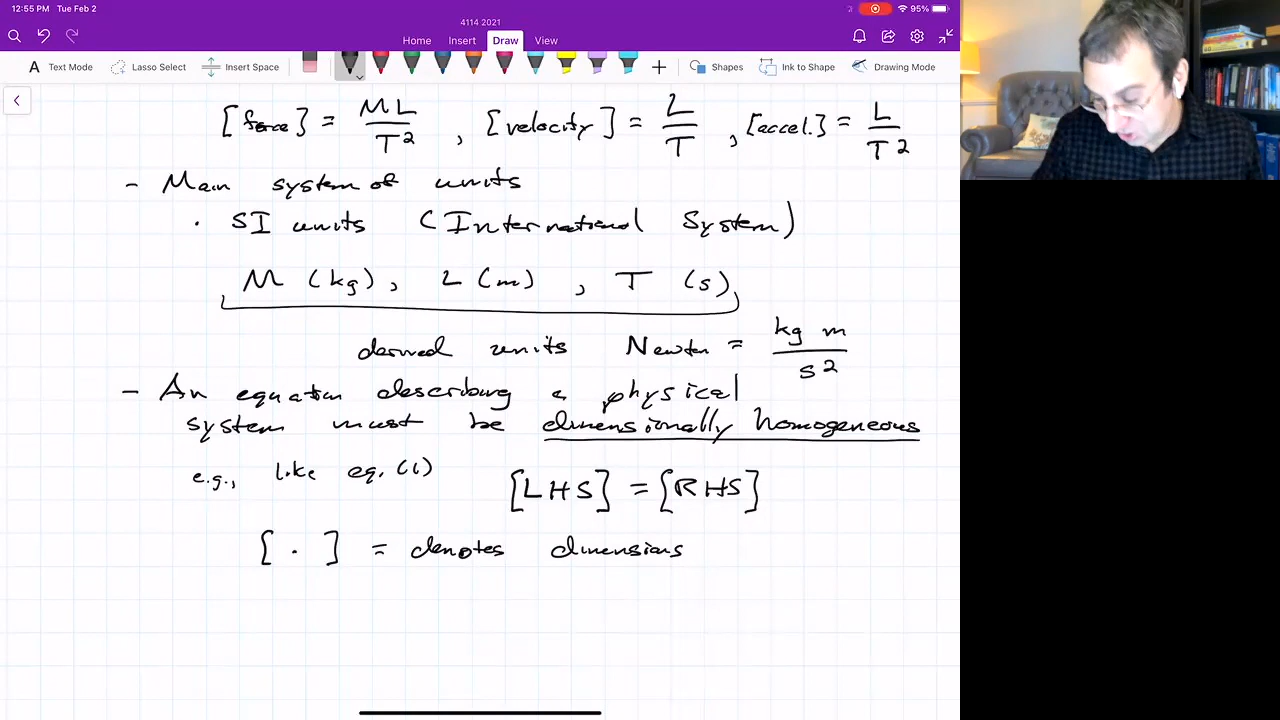 12:55 PM Tue Feb 2
95%
4114 2021
Home Insert Draw View
Text Mode Lasso Select Insert Space Shapes Ink to Shape Drawing Mode
[force] = ML/T², [velocity] = L/T, [accel.] = L/T²
- Main system of units
· SI units (International System)
M (kg), L (m), T (s)
derived units Newton = kg m/s²
- An equation describing a physical
system must be dimensionally homogeneous
e.g., like eq. (1) [LHS] = [RHS]
[ · ] = denotes dimensions